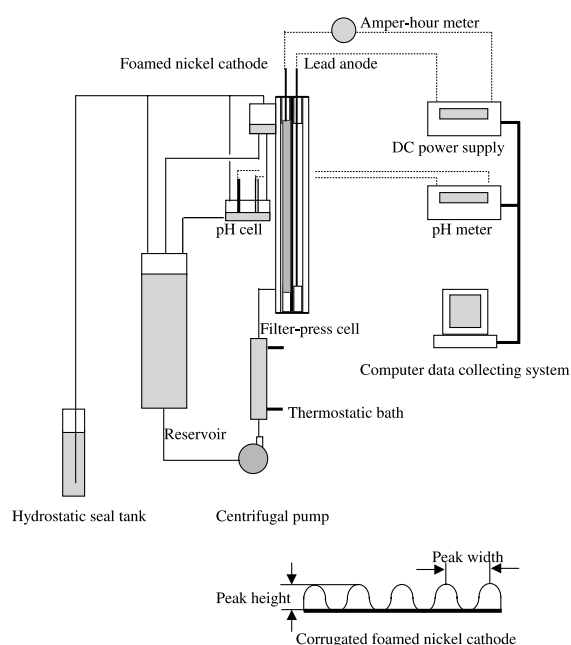 Amper-hour meter
Foamed nickel cathode
Lead anode
DC power supply
pH cell
pH meter
Filter-press cell
Computer data collecting system
Thermostatic bath
Reservoir
Hydrostatic seal tank
Centrifugal pump
Peak width
Peak height
Corrugated foamed nickel cathode